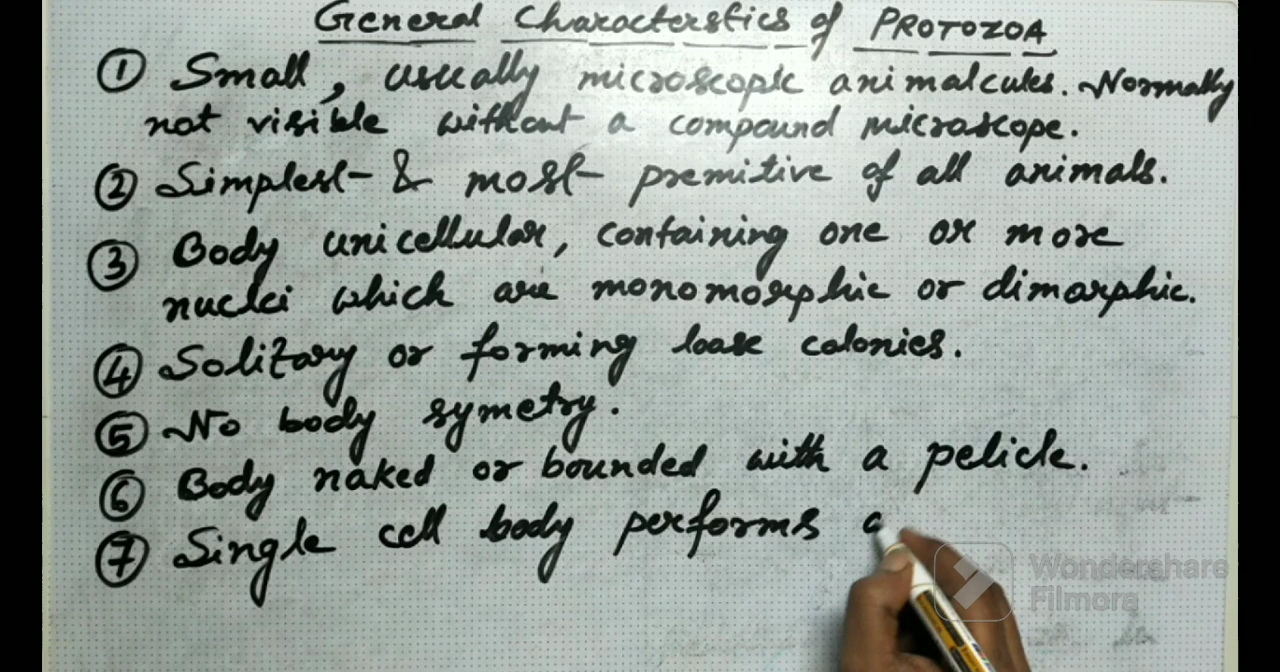 General Characterstics of PROTOZOA
① Small, usually microscopic animalcules. Normally
not visible without a compound microscope.
② Simplest & most premitive of all animals.
③ Body unicellular, containing one or more
nuclei which are monomorphic or dimorphic.
④ Solitary or forming loose colonies.
⑤ No body symetry.
⑥ Body naked or bounded with a pelicle.
⑦ Single cell body performs a
Wondershare
Filmora